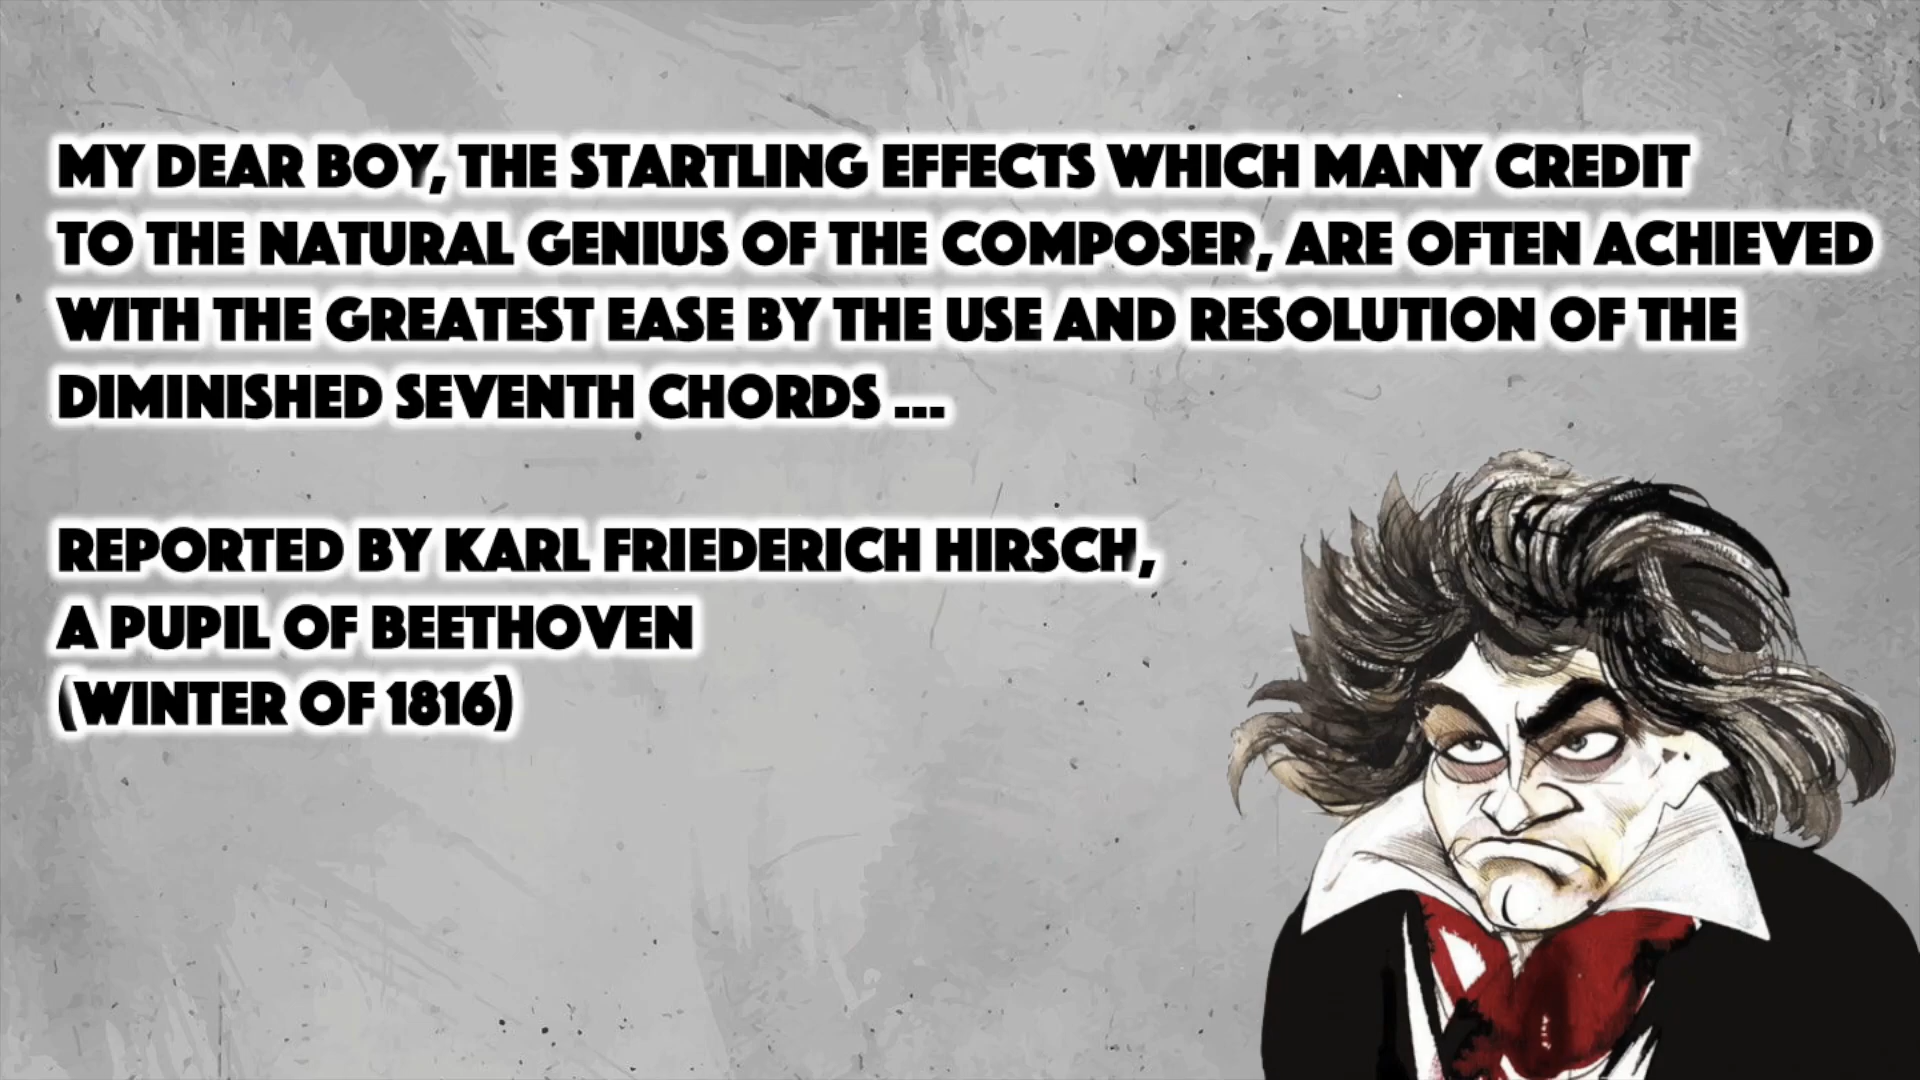 MY DEAR BOY, THE STARTLING EFFECTS WHICH MANY CREDIT
TO THE NATURAL GENIUS OF THE COMPOSER, ARE OFTEN ACHIEVED
WITH THE GREATEST EASE BY THE USE AND RESOLUTION OF THE
DIMINISHED SEVENTH CHORDS ...
REPORTED BY KARL FRIEDERICH HIRSCH,
A PUPIL OF BEETHOVEN
(WINTER OF 1816)